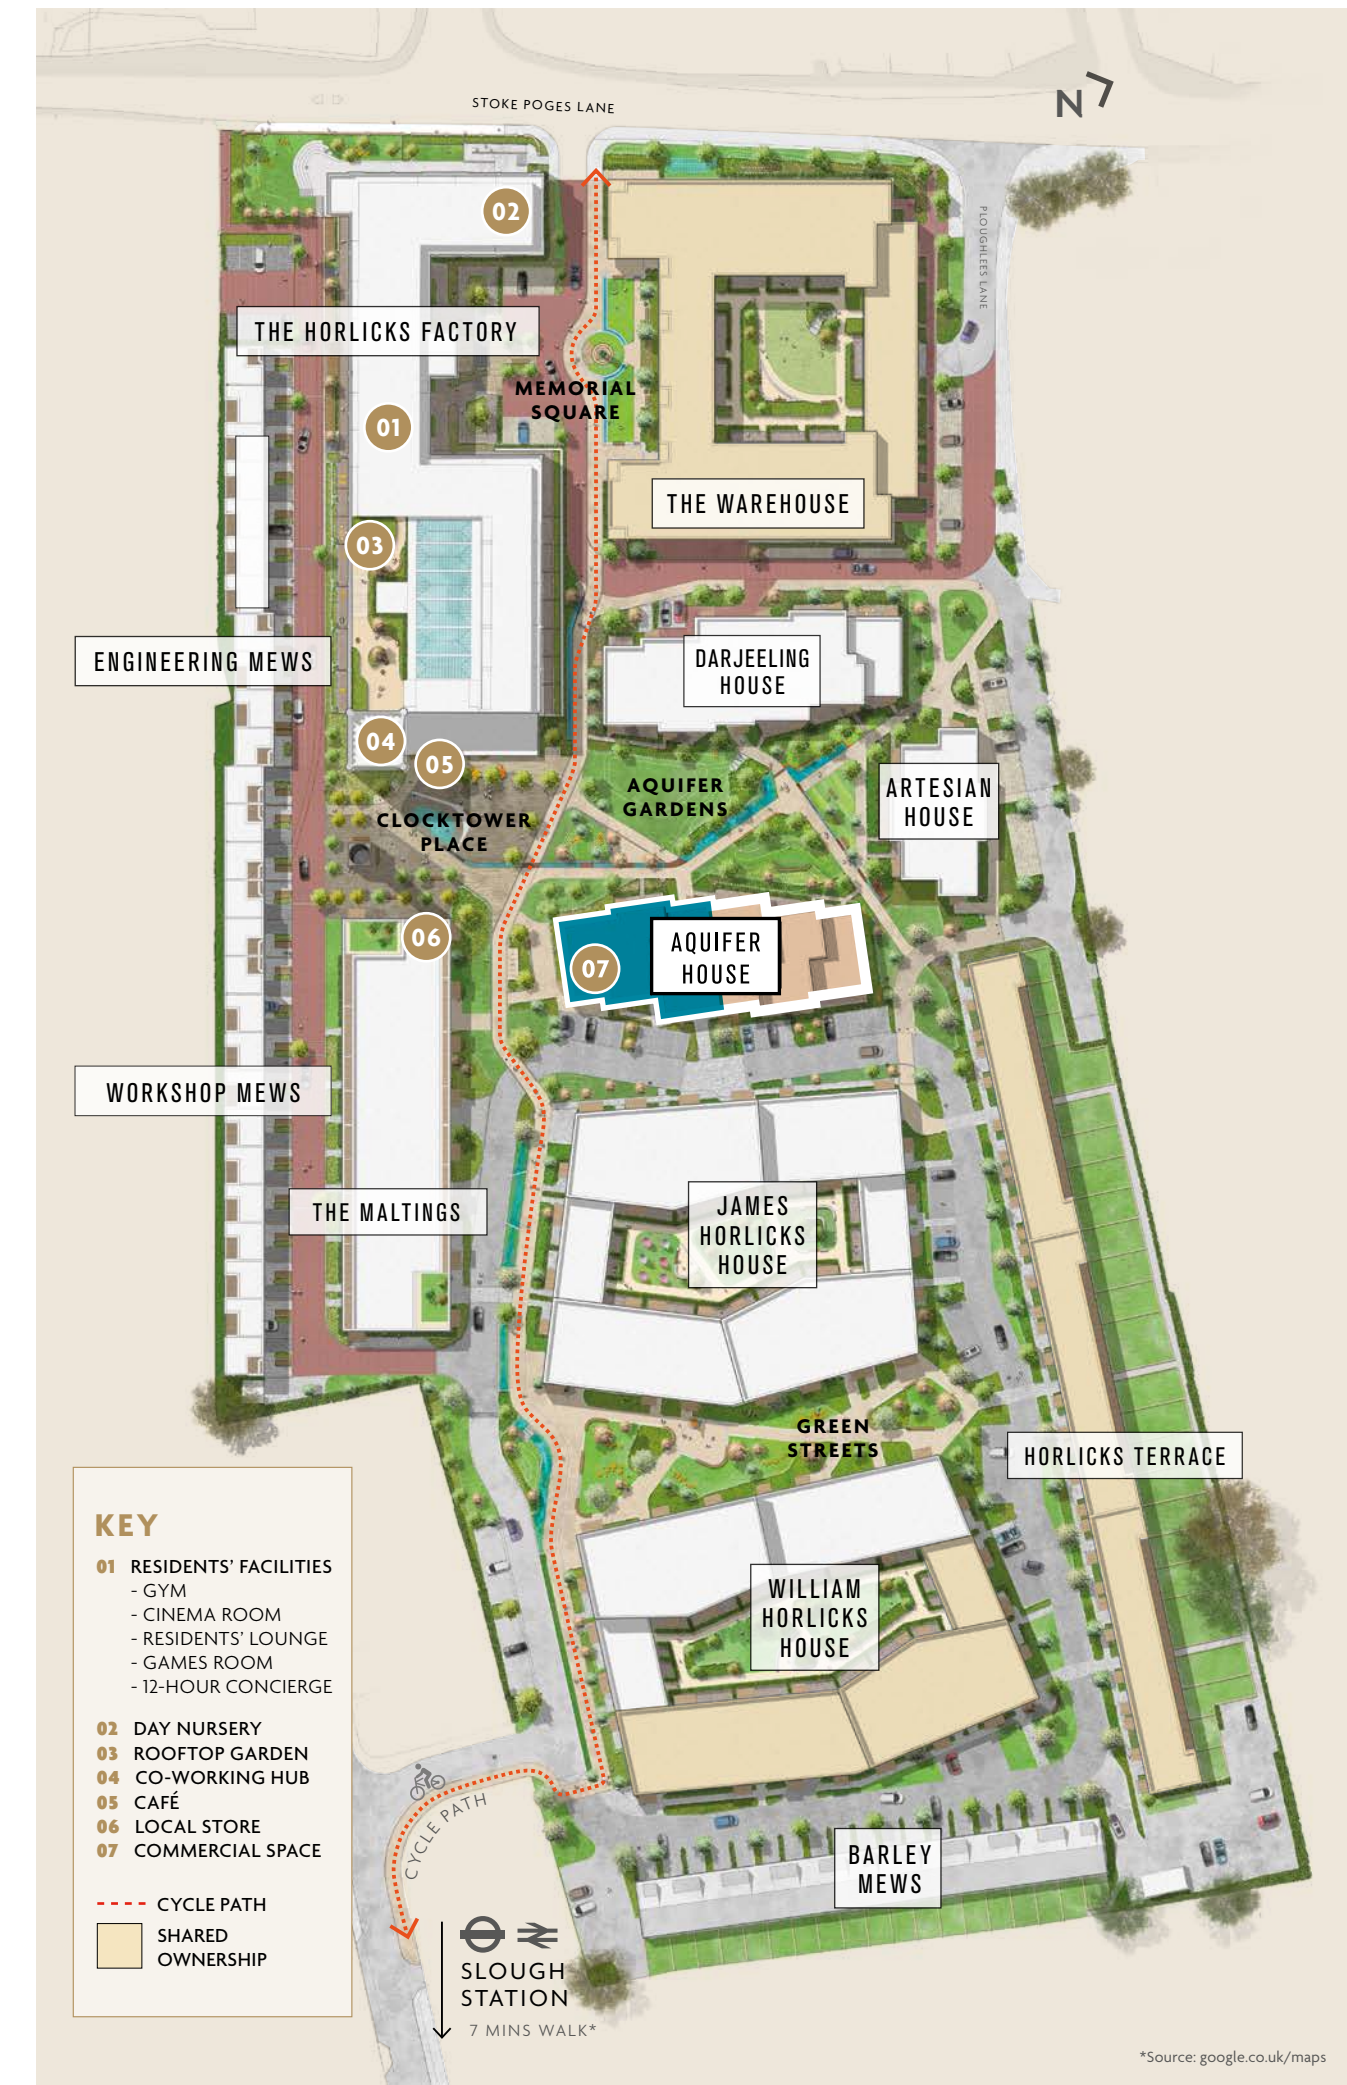 STOKE POGES LANE
N
PLOUGHLEES LANE
02
THE HORLICKS FACTORY
MEMORIAL
SQUARE
01
THE WAREHOUSE
03
ENGINEERING MEWS
DARJEELING
HOUSE
04
05
AQUIFER
GARDENS
ARTESIAN
HOUSE
CLOCKTOWER
PLACE
06
07
AQUIFER
HOUSE
WORKSHOP MEWS
THE MALTINGS
JAMES
HORLICKS
HOUSE
GREEN
STREETS
HORLICKS TERRACE
WILLIAM
HORLICKS
HOUSE
BARLEY
MEWS
CYCLE PATH
SLOUGH
STATION
7 MINS WALK*
KEY
01 RESIDENTS’ FACILITIES
- GYM
- CINEMA ROOM
- RESIDENTS’ LOUNGE
- GAMES ROOM
- 12-HOUR CONCIERGE
02 DAY NURSERY
03 ROOFTOP GARDEN
04 CO-WORKING HUB
05 CAFÉ
06 LOCAL STORE
07 COMMERCIAL SPACE
CYCLE PATH
SHARED
OWNERSHIP
*Source: google.co.uk/maps